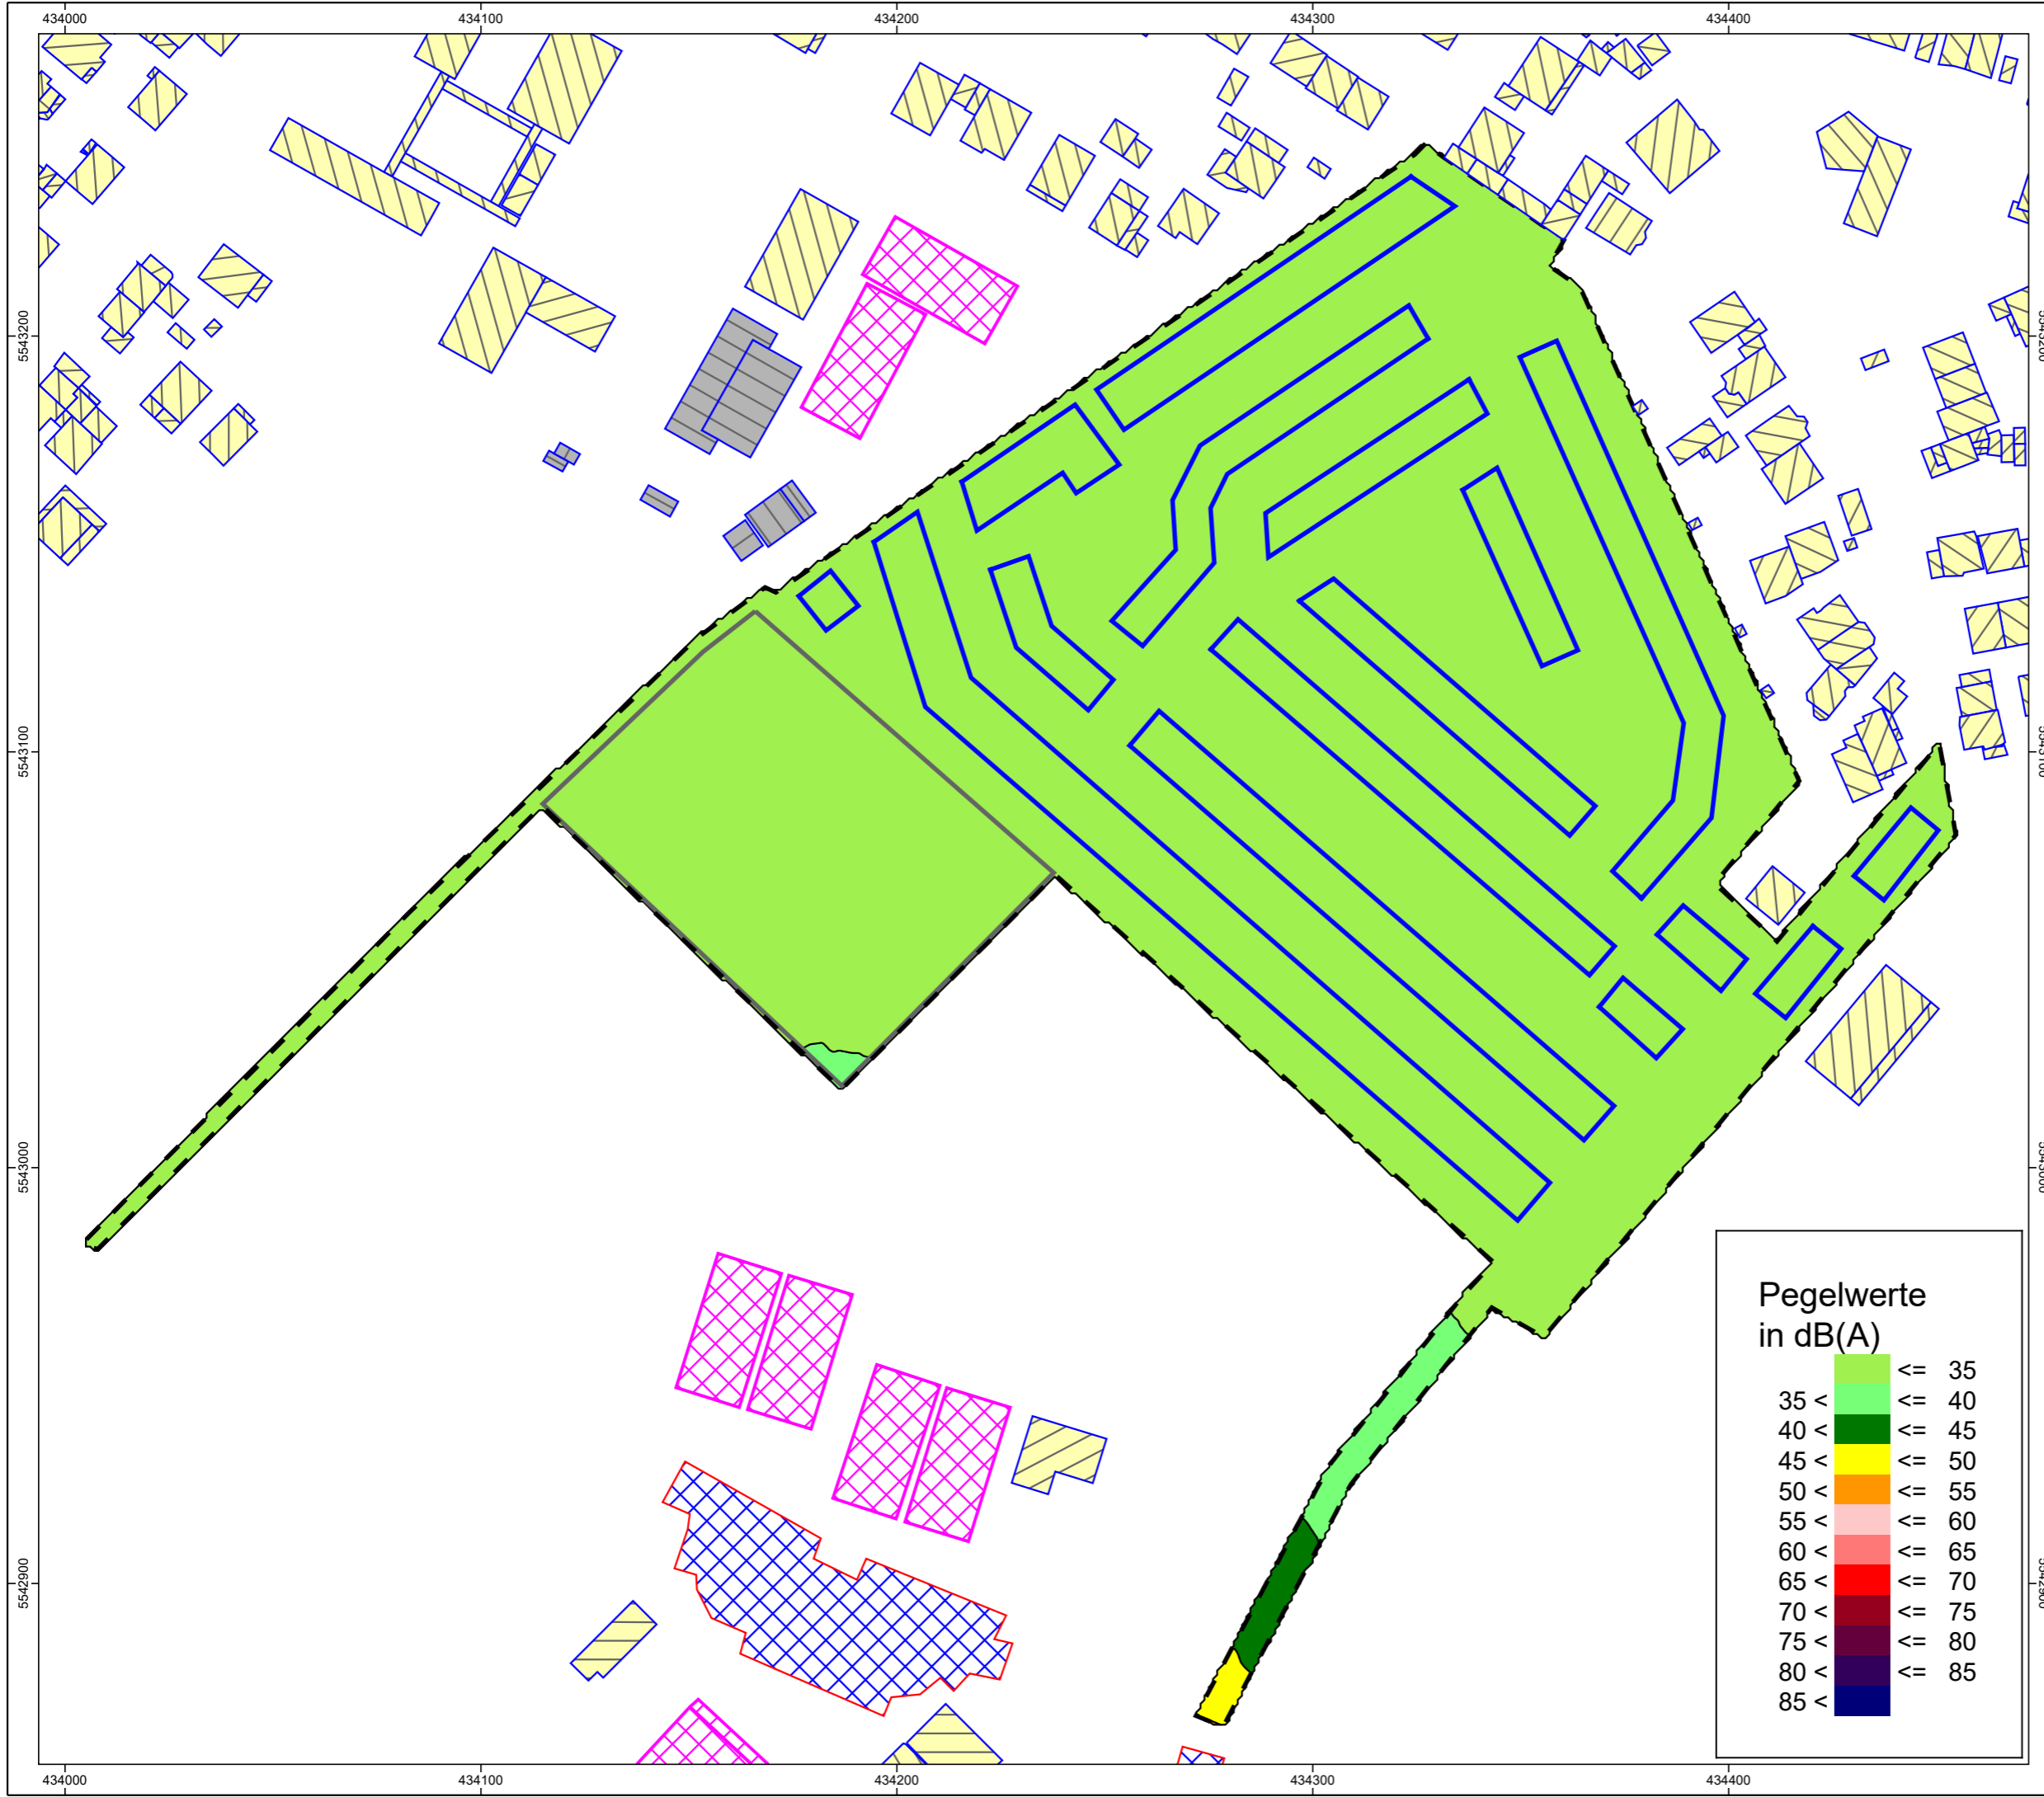 434000 434100 434200 434300 434400
5543200
5543100
5543000
5542900
Pegelwerte
in dB(A)
<= 35
35 < <= 40
40 < <= 45
45 < <= 50
50 < <= 55
55 < <= 60
60 < <= 65
65 < <= 70
70 < <= 75
75 < <= 80
80 < <= 85
85 <
434000 434100 434200 434300 434400